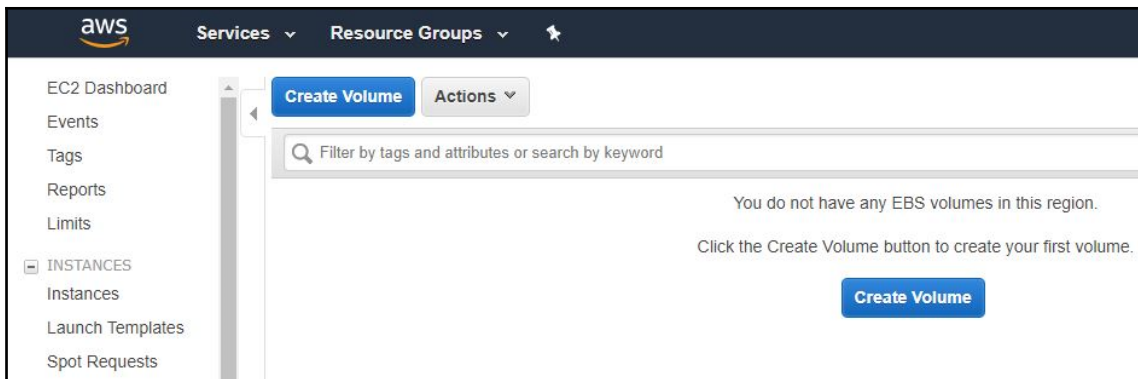 aws
Services
Resource Groups
EC2 Dashboard
Events
Tags
Reports
Limits
INSTANCES
Instances
Launch Templates
Spot Requests
Create Volume
Actions
Filter by tags and attributes or search by keyword
You do not have any EBS volumes in this region.
Click the Create Volume button to create your first volume.
Create Volume